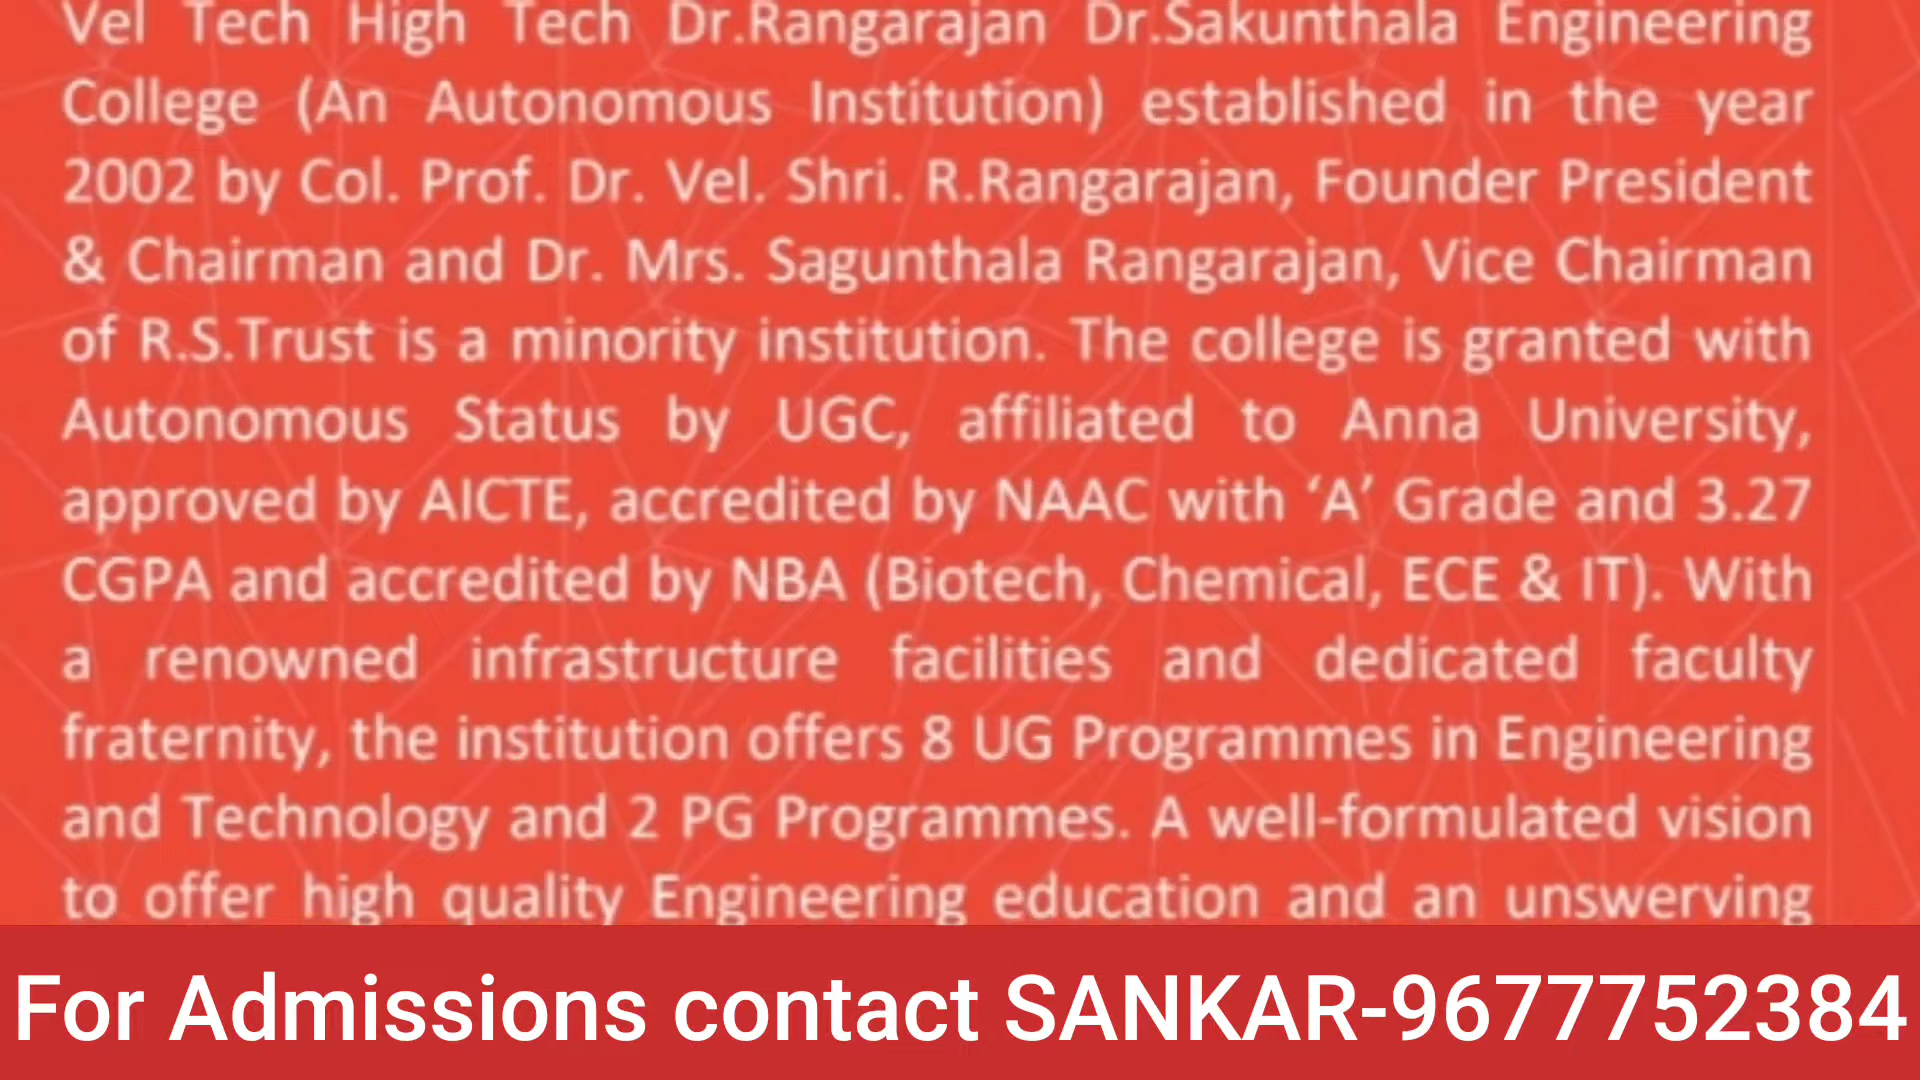 Vel Tech High Tech Dr.Rangarajan Dr.Sakunthala Engineering
College (An Autonomous Institution) established in the year
2002 by Col. Prof. Dr. Vel. Shri. R.Rangarajan, Founder President
& Chairman and Dr. Mrs. Sagunthala Rangarajan, Vice Chairman
of R.S.Trust is a minority institution. The college is granted with
Autonomous Status by UGC, affiliated to Anna University,
approved by AICTE, accredited by NAAC with ‘A’ Grade and 3.27
CGPA and accredited by NBA (Biotech, Chemical, ECE & IT). With
a renowned infrastructure facilities and dedicated faculty
fraternity, the institution offers 8 UG Programmes in Engineering
and Technology and 2 PG Programmes. A well-formulated vision
to offer high quality Engineering education and an unswerving
For Admissions contact SANKAR-9677752384